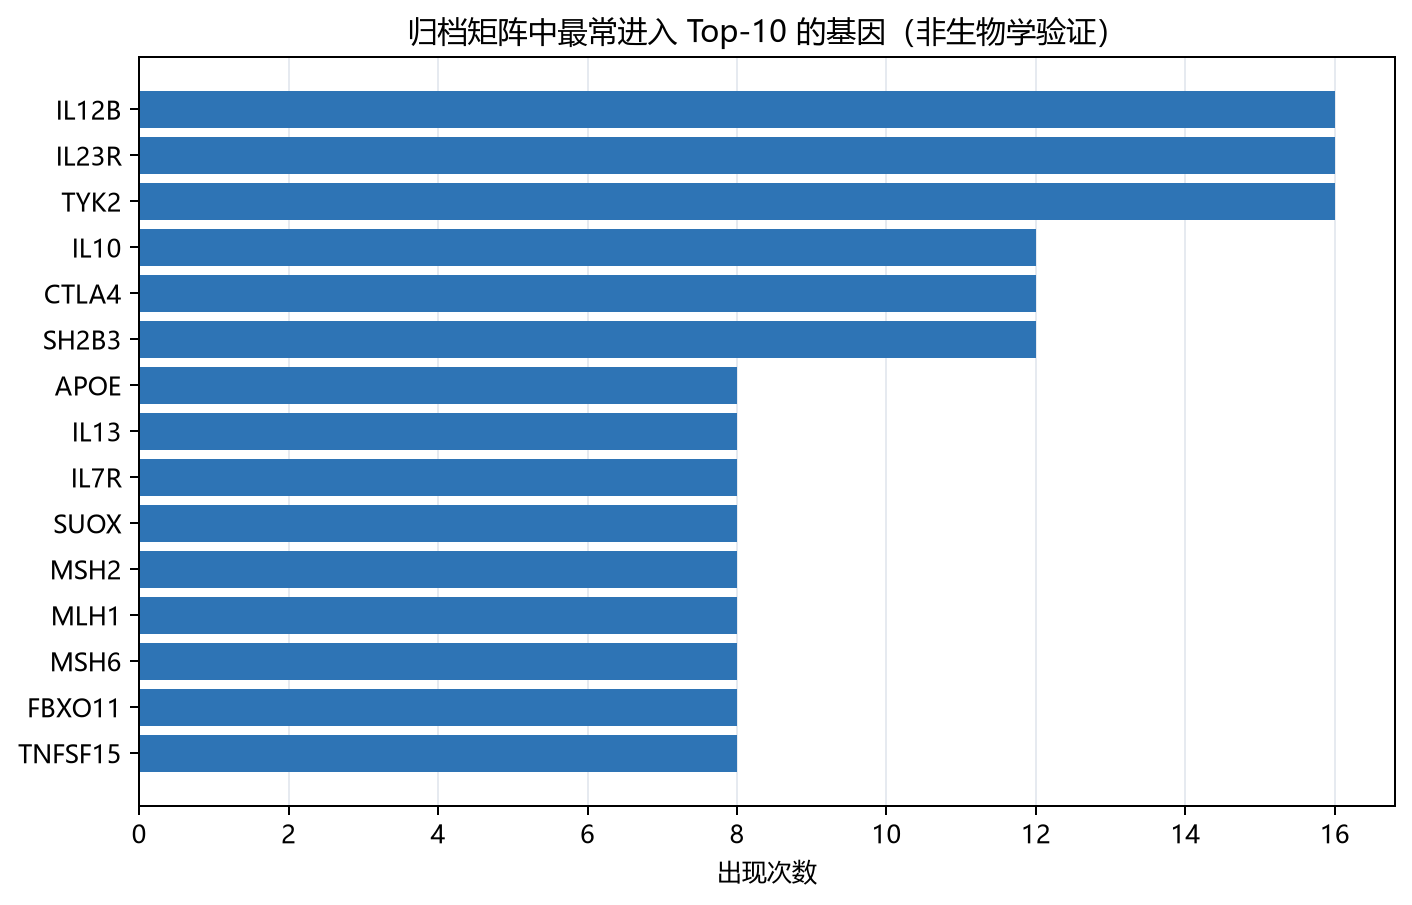 归档矩阵中最常进入 Top-10 的基因（非生物学验证）
IL12B
IL23R
TYK2
IL10
CTLA4
SH2B3
APOE
IL13
IL7R
SUOX
MSH2
MLH1
MSH6
FBXO11
TNFSF15
0 2 4 6 8 10 12 14 16
出现次数